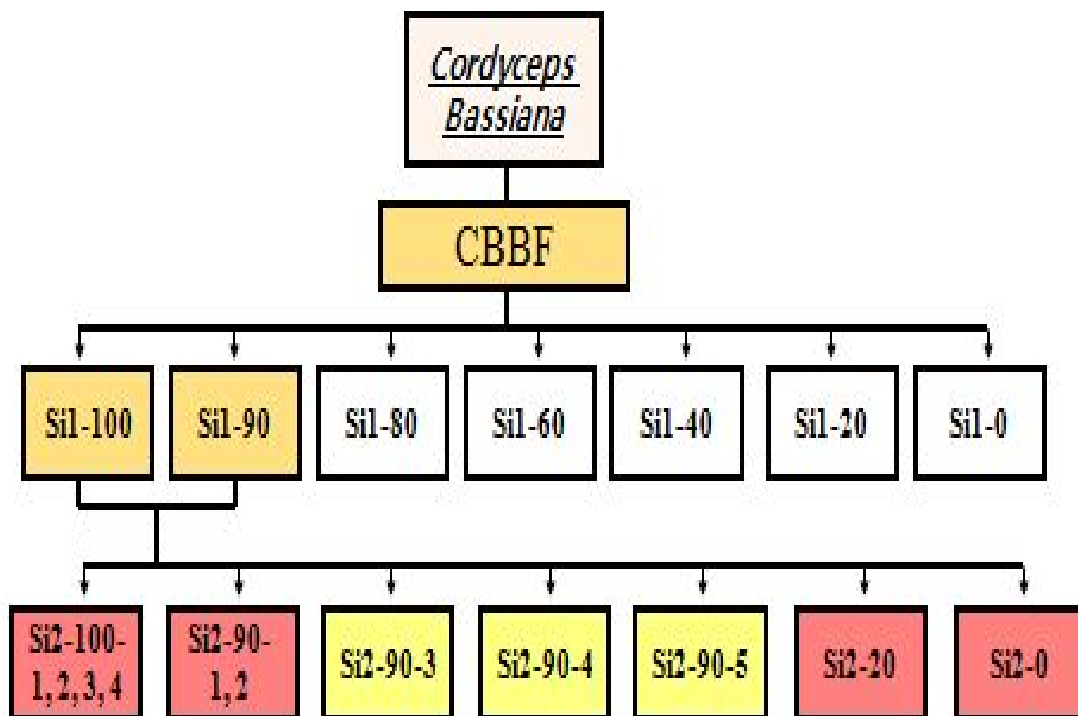 Cordyceps
Bassiana
CBBF
Si1-100
Si1-90
Si1-80
Si1-60
Si1-40
Si1-20
Si1-0
Si2-100-
1, 2, 3, 4
Si2-90-
1, 2
Si2-90-3
Si2-90-4
Si2-90-5
Si2-20
Si2-0